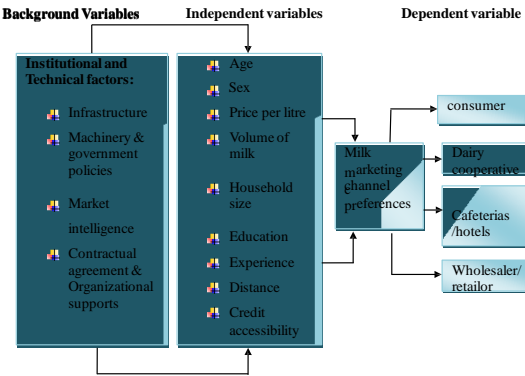 Background Variables
Independent variables
Dependent variable
Institutional and
Technical factors:
Infrastructure
Machinery &
government
policies
Market
intelligence
Contractual
agreement &
Organizational
supports
Age
Sex
Price per litre
Volume of
milk
Household
size
Education
Experience
Distance
Credit
accessibility
Milk
marketing
channel
preferences
consumer
Dairy
cooperative
Cafeterias
/hotels
Wholesaler/
retailor